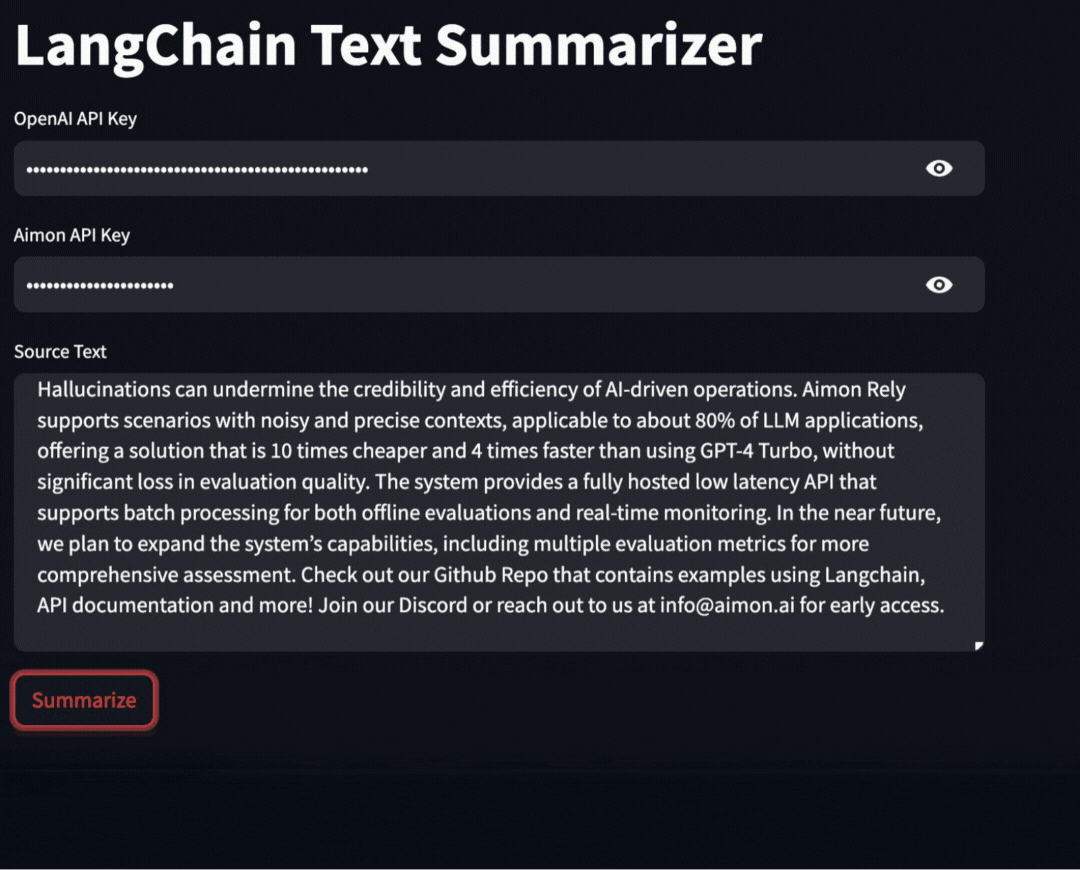 LangChain Text Summarizer
OpenAI API Key
Aimon API Key
Source Text
Hallucinations can undermine the credibility and efficiency of AI-driven operations. Aimon Rely
supports scenarios with noisy and precise contexts, applicable to about 80% of LLM applications,
offering a solution that is 10 times cheaper and 4 times faster than using GPT-4 Turbo, without
significant loss in evaluation quality. The system provides a fully hosted low latency API that
supports batch processing for both offline evaluations and real-time monitoring. In the near future,
we plan to expand the system’s capabilities, including multiple evaluation metrics for more
comprehensive assessment. Check out our Github Repo that contains examples using Langchain,
API documentation and more! Join our Discord or reach out to us at info@aimon.ai for early access.
Summarize